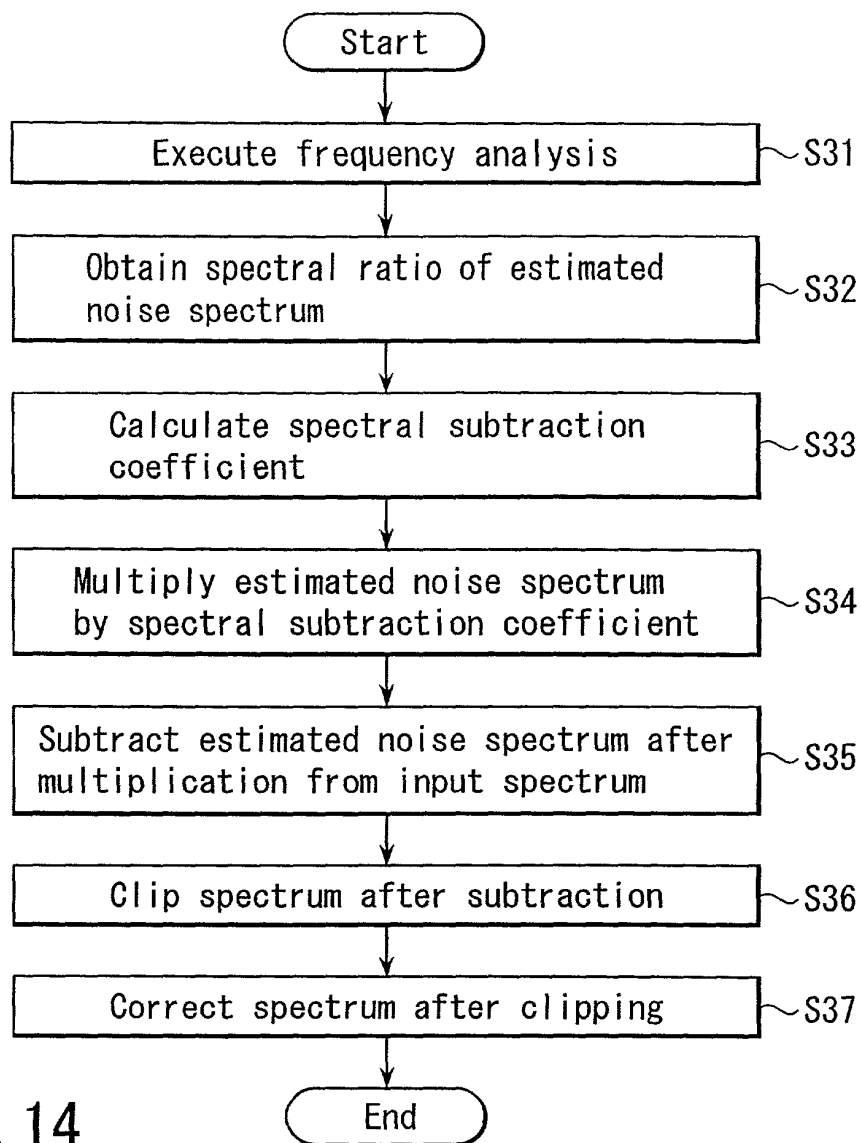 Start
Execute frequency analysis
S31
Obtain spectral ratio of estimated
noise spectrum
S32
Calculate spectral subtraction
coefficient
S33
Multiply estimated noise spectrum
by spectral subtraction coefficient
S34
Subtract estimated noise spectrum after
multiplication from input spectrum
S35
Clip spectrum after subtraction
S36
Correct spectrum after clipping
S37
End
14